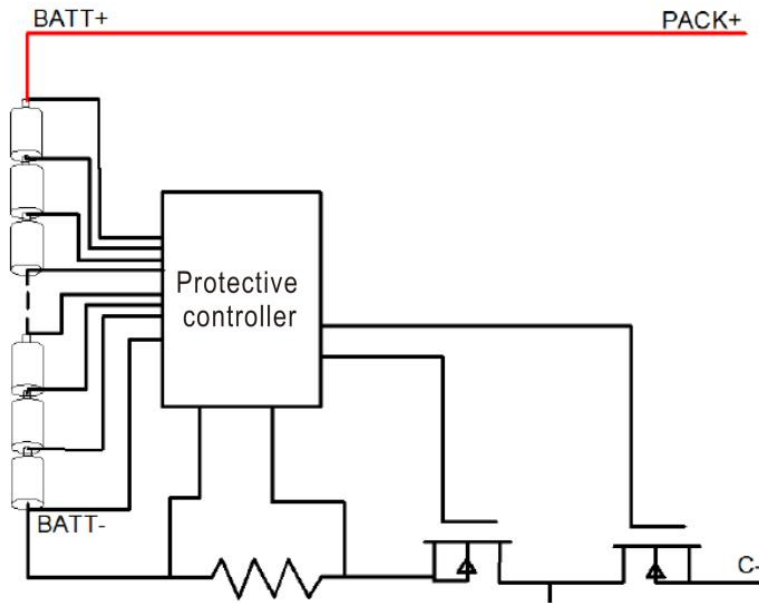 BATT+
PACK+
Protective
controller
BATT-
C-